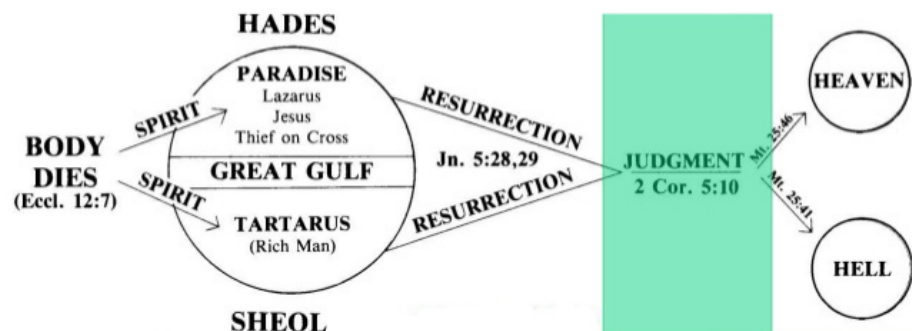 HADES
PARADISE
Lazarus
Jesus
Thief on Cross
SPIRIT
BODY
DIES
(Eccl. 12:7)
GREAT GULF
SPIRIT
TARTARUS
(Rich Man)
SHEOL
RESURRECTION
Jn. 5:28,29
RESURRECTION
JUDGMENT
2 Cor. 5:10
Mt. 25:46
HEAVEN
Mt. 25:41
HELL